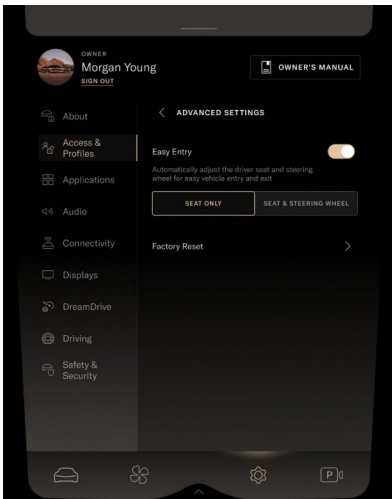 OWNER
Morgan Young
SIGN OUT
OWNER'S MANUAL
About
Access &
Profiles
Applications
Audio
Connectivity
Displays
DreamDrive
Driving
Safety &
Security
ADVANCED SETTINGS
Easy Entry
Automatically adjust the driver seat and steering
wheel for easy vehicle entry and exit
SEAT ONLY
SEAT & STEERING WHEEL
Factory Reset
P